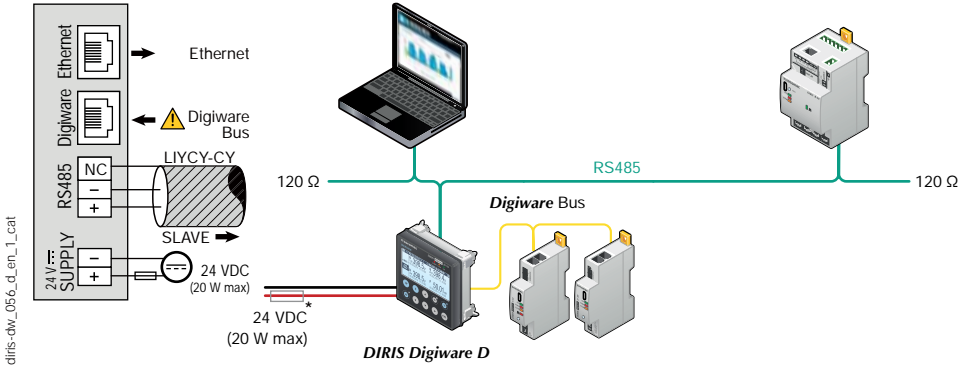 Ethernet
Ethernet
Digiware
Digiware
Bus
RS485
NC
–
+
LIYCY-CY
SLAVE
24 V
SUPPLY
–
+
24 VDC
(20 W max)
24 VDC
(20 W max)
*
120 Ω
RS485
120 Ω
Digiware Bus
DIRIS Digiware D
diris-dw_056_d_en_1_cat